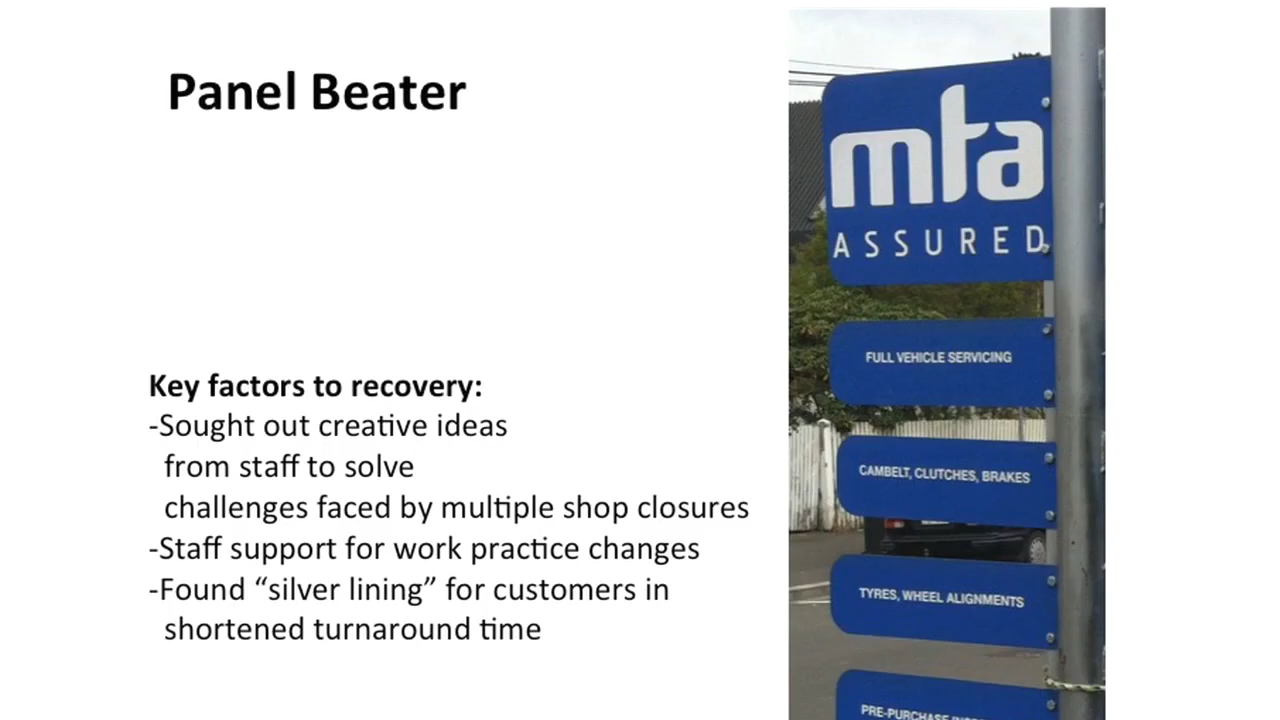 Panel Beater
Key factors to recovery:
-Sought out creative ideas
from staff to solve
challenges faced by multiple shop closures
-Staff support for work practice changes
-Found “silver lining” for customers in
shortened turnaround time
mta
ASSURED
FULL VEHICLE SERVICING
CAMBELT, CLUTCHES, BRAKES
TYRES, WHEEL ALIGNMENTS
PRE-PURCHASE